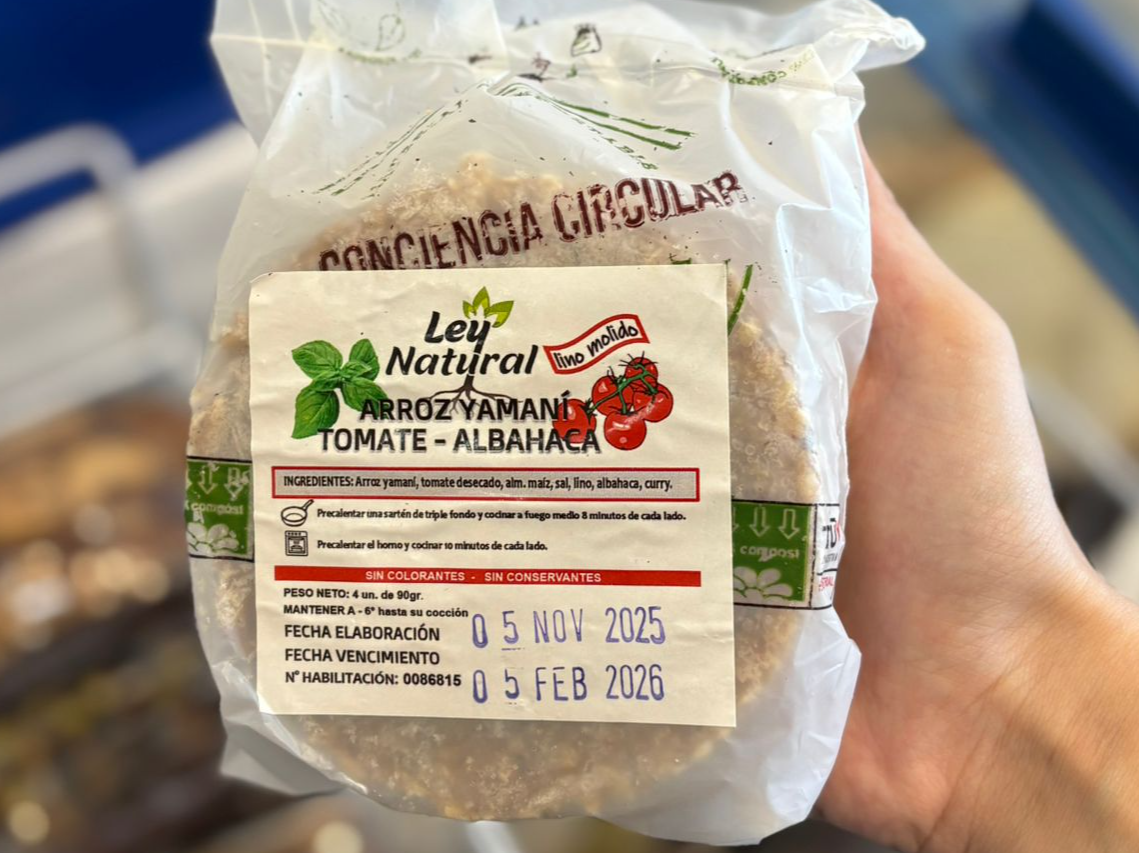 CONCIENCIA CIRCULAR
Ley
Natural
lino molido
ARROZ YAMANÍ
TOMATE - ALBAHACA
INGREDIENTES: Arroz yamaní, tomate desecado, alm. maíz, sal, lino, albahaca, curry.
Precalentar una sartén de triple fondo y cocinar a fuego medio 8 minutos de cada lado.
Precalentar el horno y cocinar 10 minutos de cada lado.
SIN COLORANTES - SIN CONSERVANTES
PESO NETO: 4 un. de 90gr.
MANTENER A - 6° hasta su cocción
FECHA ELABORACIÓN 05 NOV 2025
FECHA VENCIMIENTO
N° HABILITACIÓN: 0086815 05 FEB 2026
compost
compost